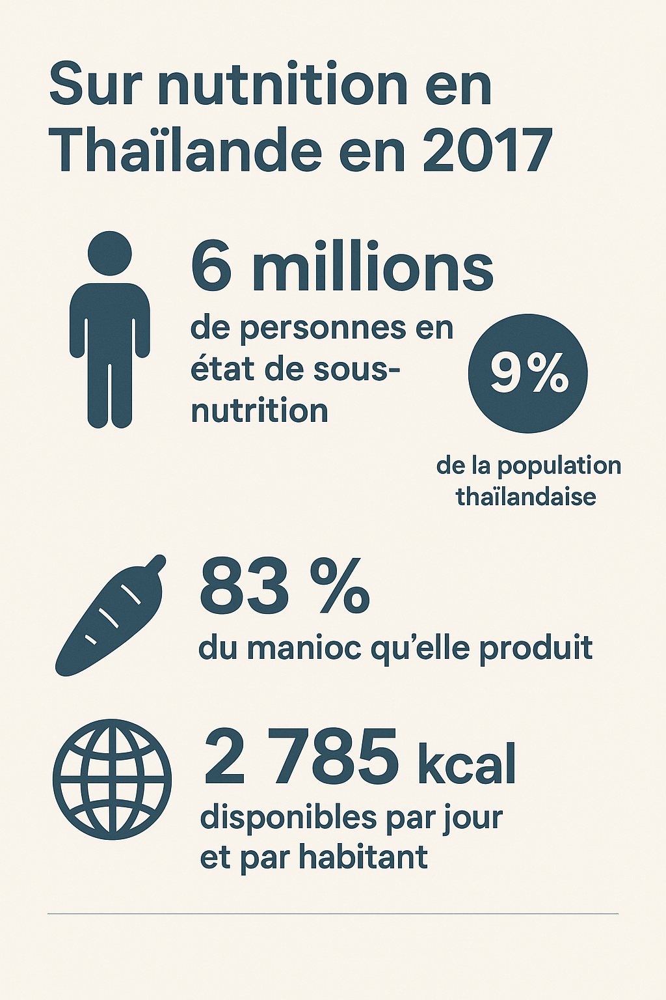 Sur nutnition en
Thaïlande en 2017
6 millions
de personnes en
état de sous-
nutrition
9%
de la population
thaïlandaise
83 %
du manioc qu’elle produit
2 785 kcal
disponibles par jour
et par habitant